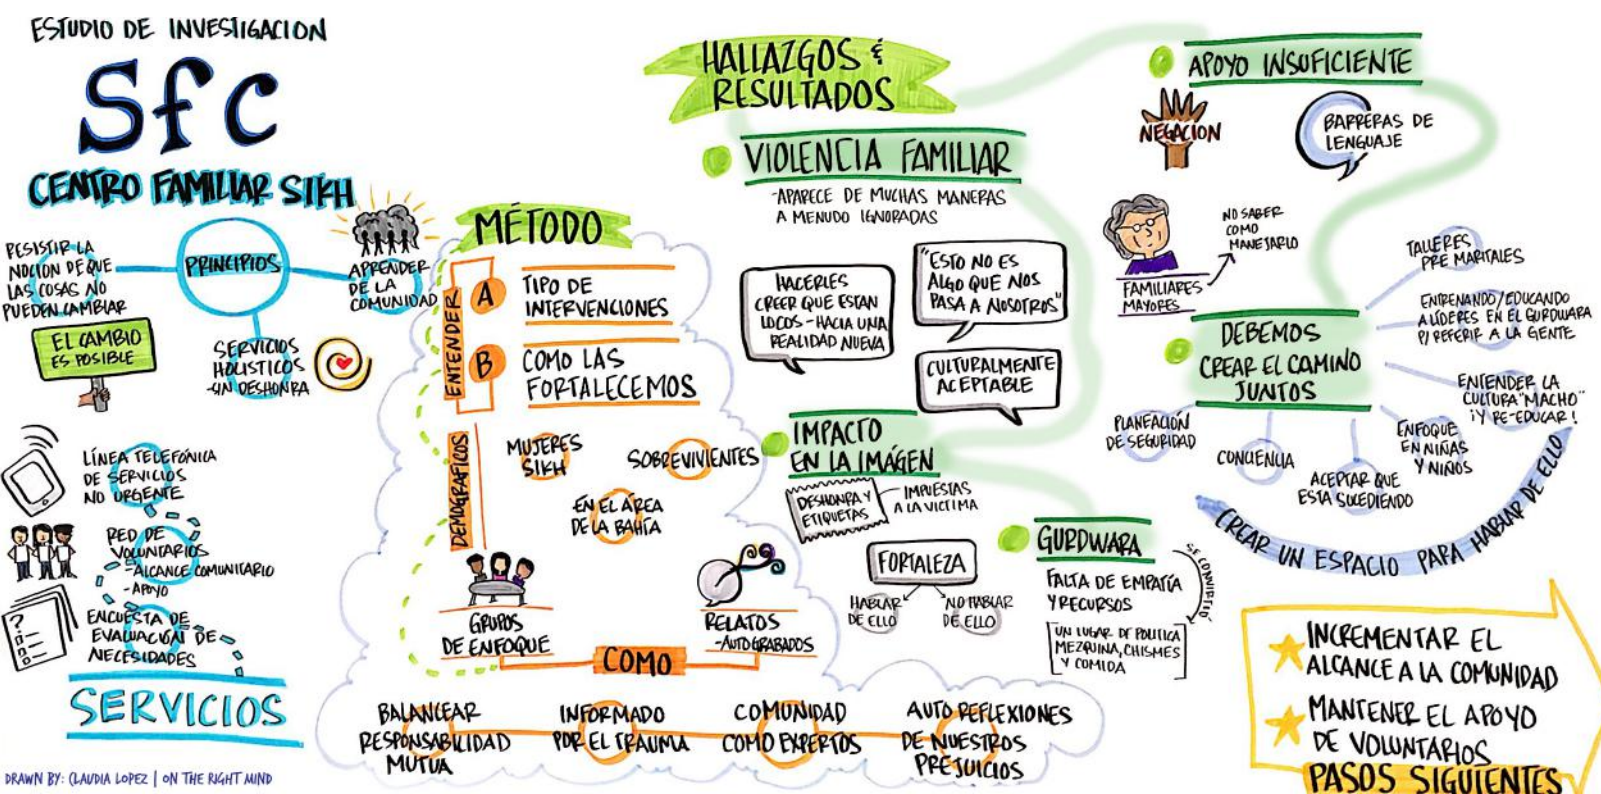 ESTUDIO DE INVESTIGACION
Sfc
CENTRO FAMILIAR SIKH
PRINCIPIOS
RESISTIR LA
NOCION DE QUE
LAS COSAS NO
PUEDEN CAMBIAR
EL CAMBIO
ES POSIBLE
SERVICIOS
HOLISTICOS
-SIN DESHONRA
APRENDER
DE LA
COMUNIDAD
LÍNEA TELEFÓNICA
DE SERVICIOS
NO URGENTE
RED DE
VOLUNTARIOS
-ALCANCE COMUNITARIO
-APOYO
ENCUESTA DE
EVALUACIÓN DE
NECESIDADES
SERVICIOS
DRAWN BY: CLAUDIA LOPEZ | ON THE RIGHT MIND
MÉTODO
ENTENDER
A
TIPO DE
INTERVENCIONES
B
COMO LAS
FORTALECEMOS
DEMOGRAFICOS
MUJERES
SIKH
SOBREVIVIENTES
EN EL ÁREA
DE LA BAHÍA
GRUPOS
DE ENFOQUE
RELATOS
-AUTOGRABADOS
COMO
BALANCEAR
RESPONSABILIDAD
MUTUA
INFORMADO
POR EL TRAUMA
COMUNIDAD
COMO EXPERTOS
AUTO REFLEXIONES
DE NUESTROS
PREJUICIOS
HALLAZGOS &
RESULTADOS
VIOLENCIA FAMILIAR
-APARECE DE MUCHAS MANERAS
A MENUDO IGNORADAS
HACERLES
CREER QUE ESTAN
LOCOS - HACIA UNA
REALIDAD NUEVA
"ESTO NO ES
ALGO QUE NOS
PASA A NOSOTROS"
CULTURALMENTE
ACEPTABLE
IMPACTO
EN LA IMÁGEN
DESHONRA Y
ETIQUETAS
IMPUESTAS
A LA VICTIMA
FORTALEZA
HABLAR
DE ELLO
NO HABLAR
DE ELLO
GURDWARA
FALTA DE EMPATÍA
Y RECURSOS
SE CONVIRTIÓ
UN LUGAR DE POLITICA
MEZQUINA, CHISMES
Y COMIDA
APOYO INSUFICIENTE
NEGACION
BARRERAS DE
LENGUAJE
FAMILIARES
MAYORES
NO SABER
COMO
MANEJARLO
DEBEMOS
CREAR EL CAMINO
JUNTOS
TALLERES
PRE MARITALES
ENTRENANDO/EDUCANDO
A LÍDERES EN EL GURDWARA
P/ REFERIR A LA GENTE
ENTENDER LA
CULTURA "MACHO"
¡Y RE-EDUCAR!
ENFOQUE
EN NIÑAS
Y NIÑOS
ACEPTAR QUE
ESTA SUCEDIENDO
CONCIENCIA
PLANEACIÓN
DE SEGURIDAD
CREAR UN ESPACIO PARA HABLAR DE ELLO
INCREMENTAR EL
ALCANCE A LA COMUNIDAD
MANTENER EL APOYO
DE VOLUNTARIOS
PASOS SIGUIENTES